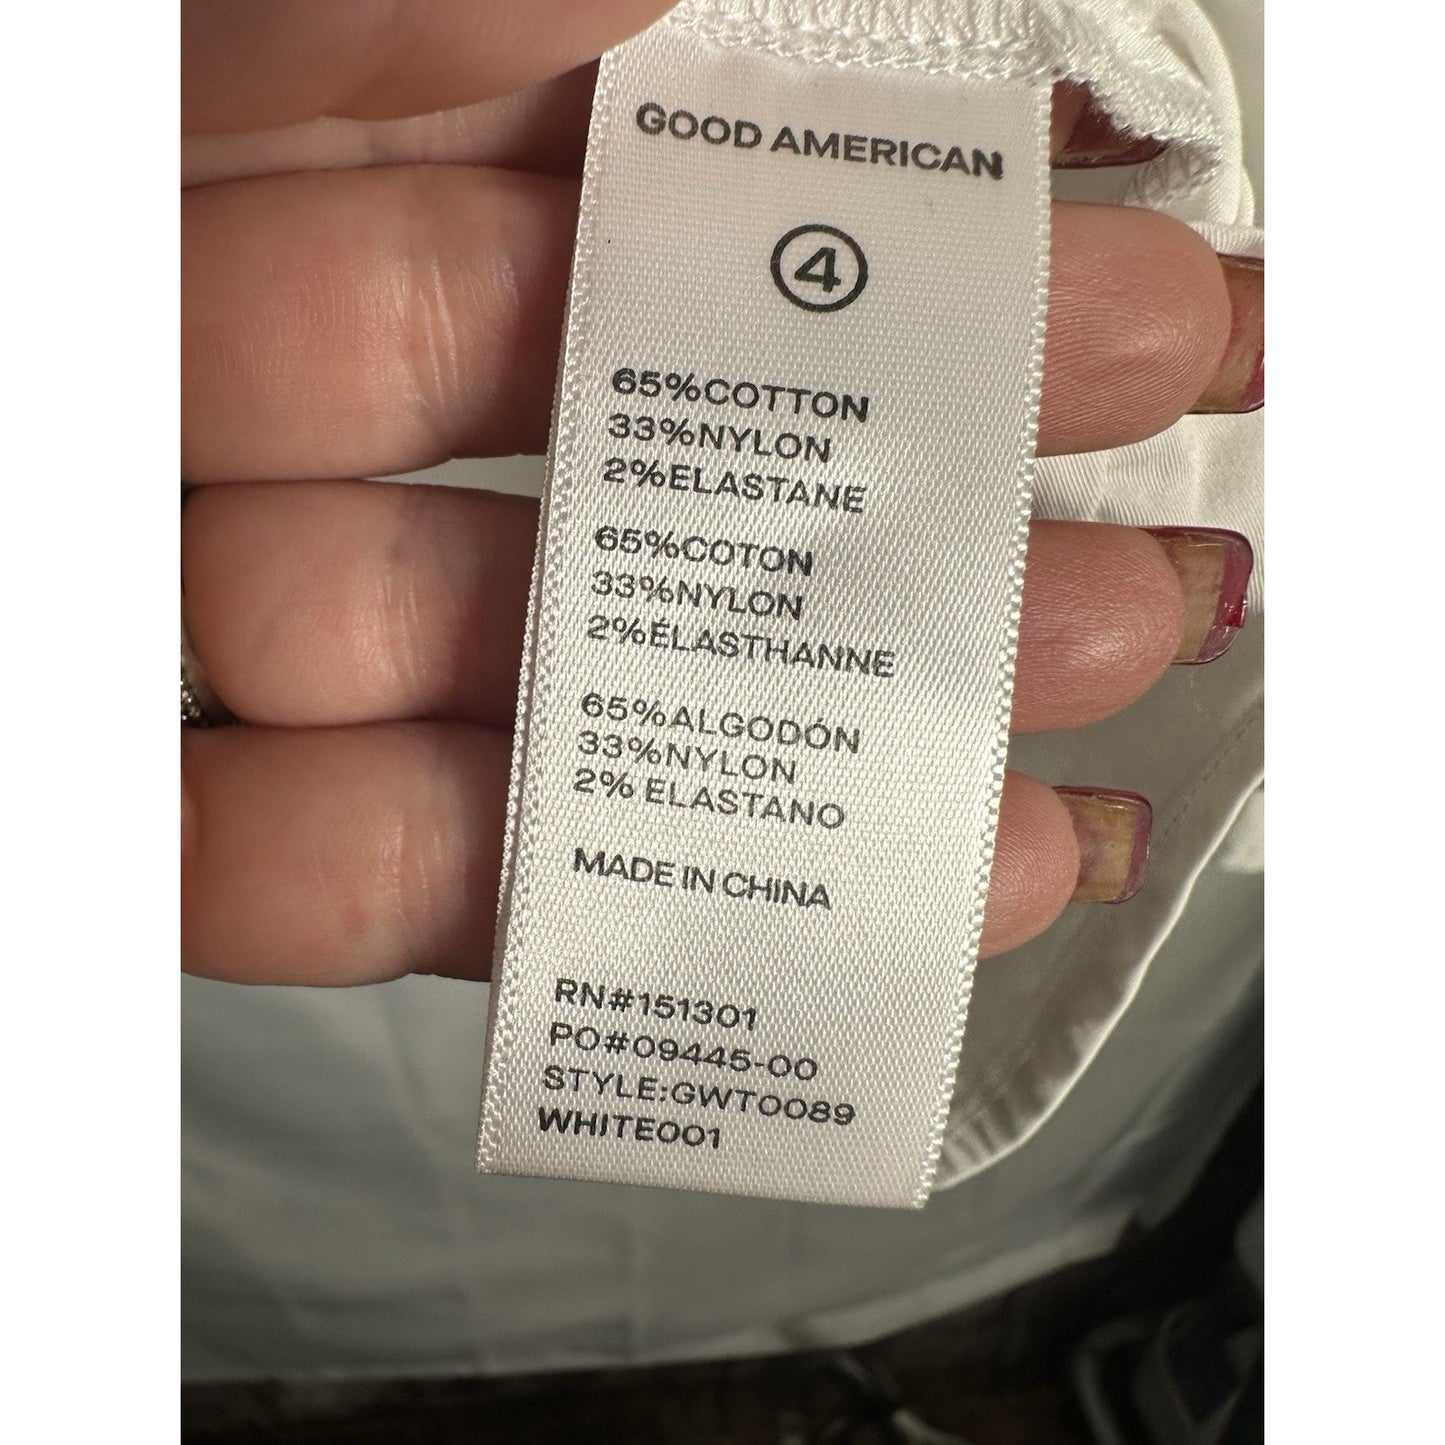 GOOD AMERICAN
4
65%COTTON
33%NYLON
2%ELASTANE
65%COTON
33%NYLON
2%ÉLASTHANNE
65%ALGODÓN
33%NYLON
2% ELASTANO
MADE IN CHINA
RN#151301
PO#09445-00
STYLE:GWT0089
WHITE001